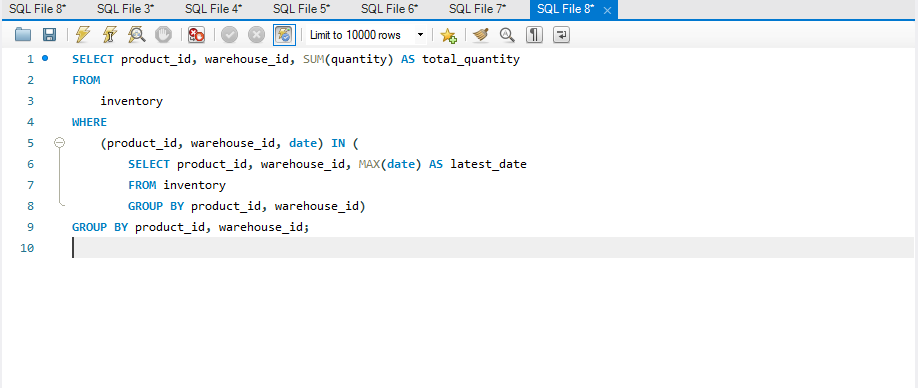 SQL File 8* SQL File 3* SQL File 4* SQL File 5* SQL File 6* SQL File 7* SQL File 8*
Limit to 10000 rows
1 SELECT product_id, warehouse_id, SUM(quantity) AS total_quantity
2 FROM
3 inventory
4 WHERE
5 (product_id, warehouse_id, date) IN (
6 SELECT product_id, warehouse_id, MAX(date) AS latest_date
7 FROM inventory
8 GROUP BY product_id, warehouse_id)
9 GROUP BY product_id, warehouse_id;
10